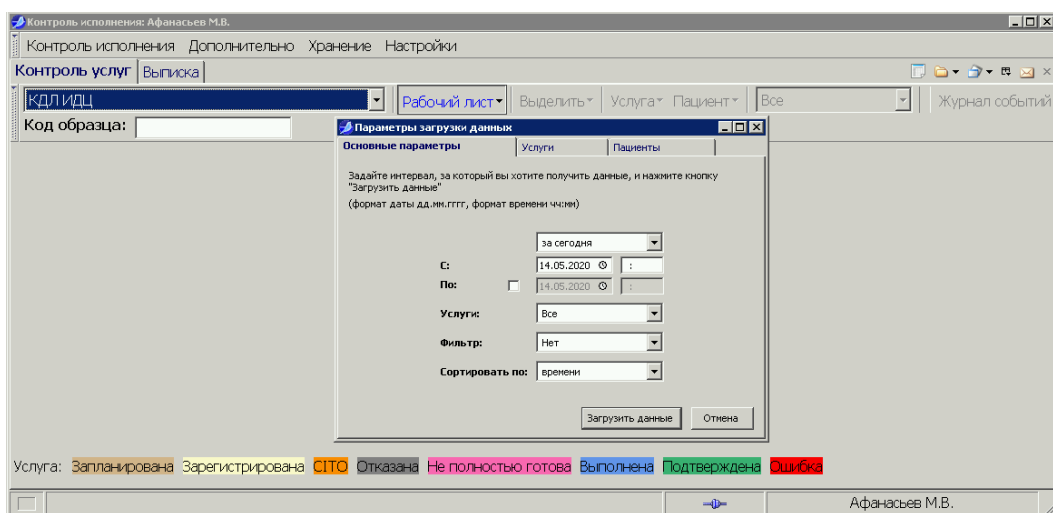 Контроль исполнения: Афанасьев М.В.
Контроль исполнения Дополнительно Хранение Настройки
Контроль услуг Выписка
КДЛ ИДЦ Рабочий лист Выделить Услуга Пациент Все Журнал событий
Код образца:
Параметры загрузки данных
Основные параметры Услуги Пациенты
Задайте интервал, за который вы хотите получить данные, и нажмите кнопку
"Загрузить данные"
(формат даты дд.мм.гггг, формат времени чч:мм)
за сегодня
С: 14.05.2020 :
По: 14.05.2020 :
Услуги: Все
Фильтр: Нет
Сортировать по: времени
Загрузить данные Отмена
Услуга: Запланирована Зарегистрирована CITO Отказана Не полностью готова Выполнена Подтверждена Ошибка
Афанасьев М.В.